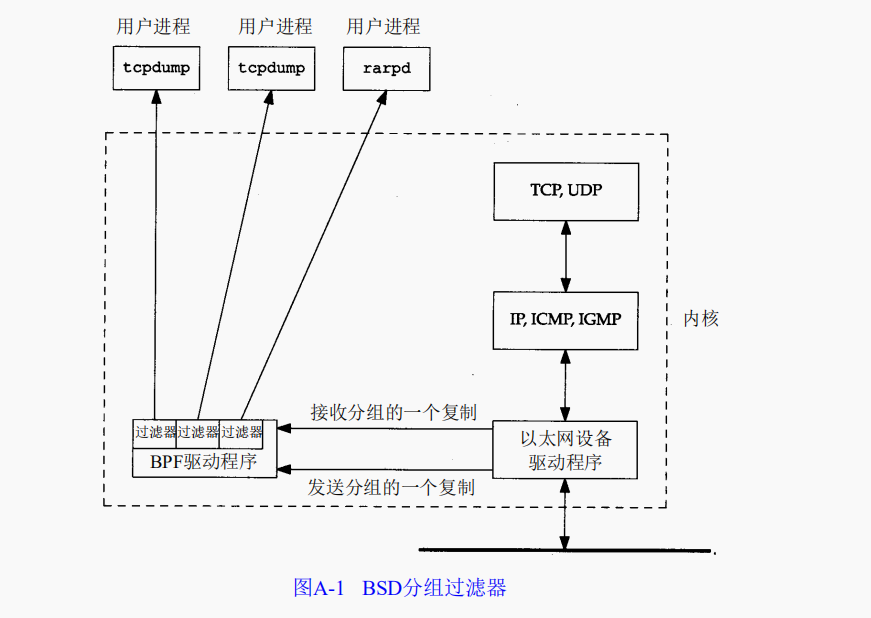 用户进程 用户进程 用户进程
tcpdump tcpdump rarpd
TCP, UDP
IP, ICMP, IGMP
内核
接收分组的一个复制
过滤器 过滤器 过滤器
BPF驱动程序
以太网设备
驱动程序
发送分组的一个复制
图A-1 BSD分组过滤器